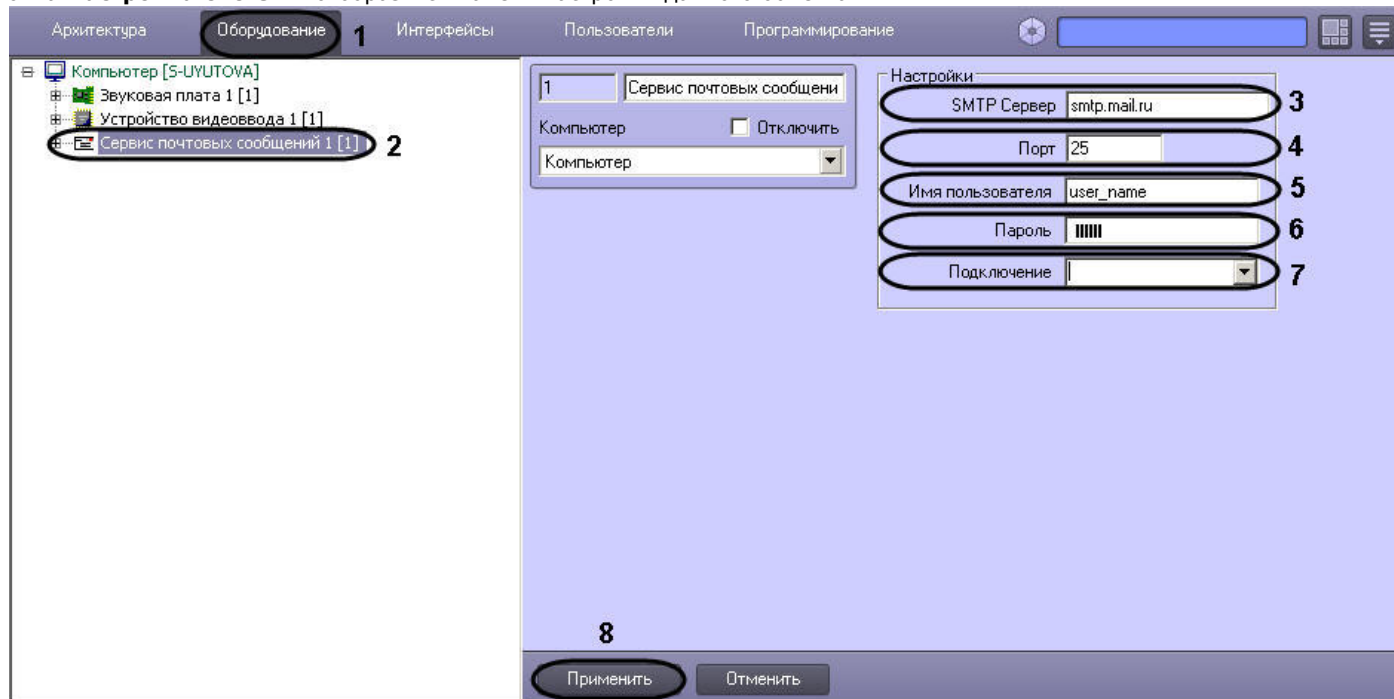 Архитектура Оборудование 1 Интерфейсы Пользователи Программирование
Компьютер [S-UYUTOVA]
Звуковая плата 1 [1]
Устройство видеоввода 1 [1]
Сервис почтовых сообщений 1 [1] 2
1 Сервис почтовых сообщени
Компьютер Отключить
Компьютер
Настройки
SMTP Сервер smtp.mail.ru 3
Порт 25 4
Имя пользователя user_name 5
Пароль 6
Подключение 7
8
Применить Отменить